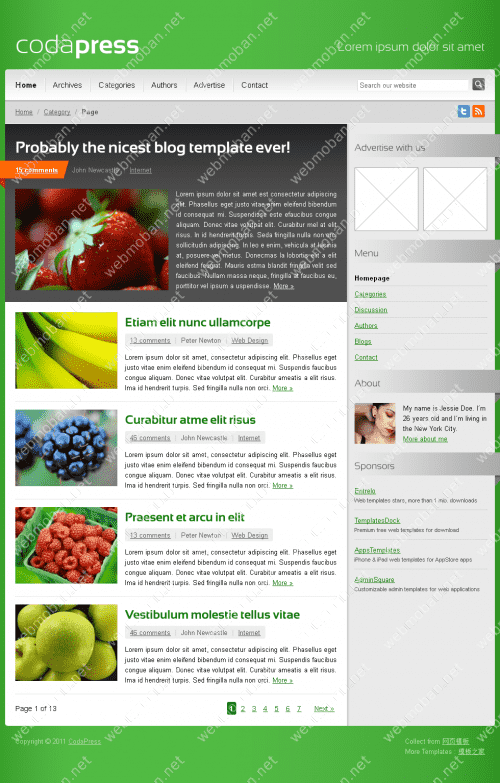 codapress
Lorem ipsum dolor sit amet
Home Archives Categories Authors Advertise Contact
Search our website
Home / Category / Page
Probably the nicest blog template ever!
15 comments John Newcastle | Internet
Lorem ipsum dolor sit amet est consectetur adipiscing
elit. Phasellus eget justo vitae sem eleifend bibendum
id consequat mi. Suspendisse este efaucibus congue
aliquam. Donec vitae volutpat elit. Curabitur mel at elit
risus. In id hendrerit turpis. Seda fringilla nulla non orci
sollicitudin adipiscing. In leo e enim, vehicula at lacinia
at, posuere vel metus. Donecmas la lobortis elit a elit
eleifend feugiat. Mauris estma blandit fringilla velit sed
faucibus. Nullam massa neque, fringilla et faucibus eu,
porttitor vel ipsum a uspendisse. More »
Etiam elit nunc ullamcorpe
13 comments | Peter Newton | Web Design
Lorem ipsum dolor sit amet, consectetur adipiscing elit. Phasellus eget
justo vitae sem eleifend bibendum id consequat mi. Suspendis faucibus
congue aliquam. Donec vitae volutpat elit. Curabitur ameatis a elit risus.
Ima id hendrerit turpis. Sed fringilla nulla non orci. More »
Curabitur atme elit risus
45 comments | John Newcastle | Internet
Lorem ipsum dolor sit amet, consectetur adipiscing elit. Phasellus eget
justo vitae sem eleifend bibendum id consequat mi. Suspendis faucibus
congue aliquam. Donec vitae volutpat elit. Curabitur ameatis a elit risus.
Ima id hendrerit turpis. Sed fringilla nulla non orci. More »
Praesent et arcu in elit
13 comments | Peter Newton | Web Design
Lorem ipsum dolor sit amet, consectetur adipiscing elit. Phasellus eget
justo vitae sem eleifend bibendum id consequat mi. Suspendis faucibus
congue aliquam. Donec vitae volutpat elit. Curabitur ameatis a elit risus.
Ima id hendrerit turpis. Sed fringilla nulla non orci. More »
Vestibulum molestie tellus vitae
45 comments | John Newcastle | Internet
Lorem ipsum dolor sit amet, consectetur adipiscing elit. Phasellus eget
justo vitae sem eleifend bibendum id consequat mi. Suspendis faucibus
congue aliquam. Donec vitae volutpat elit. Curabitur ameatis a elit risus.
Ima id hendrerit turpis. Sed fringilla nulla non orci. More »
Page 1 of 13
1 2 3 4 5 6 7 Next »
Advertise with us
Menu
Homepage
Categories
Discussion
Authors
Blogs
Contact
About
My name is Jessie Doe. I'm
26 years old and I'm living in
the New York City.
More about me
Sponsors
Entrelo
Web templates stars, more than 1 mio. downloads
TemplatesDock
Premium free web templates for download
AppsTemplates
iPhone & iPad web templates for AppStore apps
AdminSquare
Customizable admin templates for web applications
Copyright © 2011 CodaPress
Collect from 网页模板
More Templates 模板之家
webmoban.net